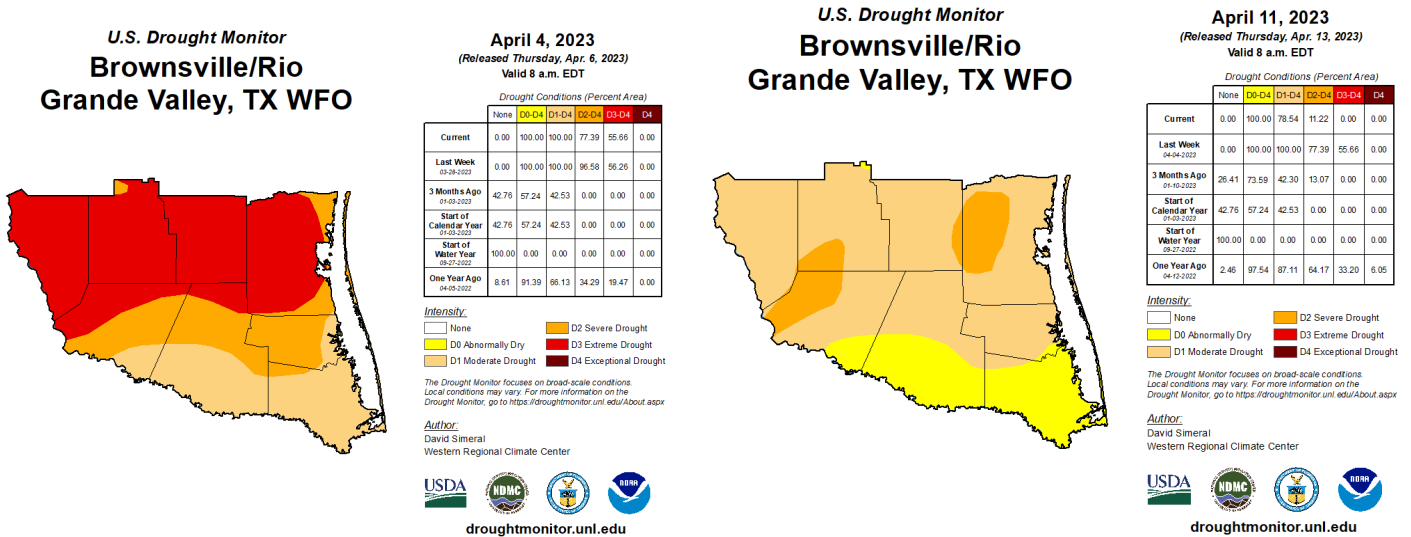 U.S. Drought Monitor
Brownsville/Rio
Grande Valley, TX WFO
April 4, 2023
(Released Thursday, Apr. 6, 2023)
Valid 8 a.m. EDT
Drought Conditions (Percent Area)
None D0-D4 D1-D4 D2-D4 D3-D4 D4
Current 0.00 100.00 100.00 77.39 55.66 0.00
Last Week 0.00 100.00 100.00 96.58 56.26 0.00
03-28-2023
3 Months Ago 42.76 57.24 42.53 0.00 0.00 0.00
01-03-2023
Start of
Calendar Year 42.76 57.24 42.53 0.00 0.00 0.00
01-03-2023
Start of
Water Year 100.00 0.00 0.00 0.00 0.00 0.00
09-27-2022
One Year Ago 8.61 91.39 66.13 34.29 19.47 0.00
04-05-2022
Intensity:
None
D0 Abnormally Dry
D1 Moderate Drought
D2 Severe Drought
D3 Extreme Drought
D4 Exceptional Drought
The Drought Monitor focuses on broad-scale conditions.
Local conditions may vary. For more information on the
Drought Monitor, go to https://droughtmonitor.unl.edu/About.aspx
Author:
David Simeral
Western Regional Climate Center
USDA
NDMC
NOAA
droughtmonitor.unl.edu
U.S. Drought Monitor
Brownsville/Rio
Grande Valley, TX WFO
April 11, 2023
(Released Thursday, Apr. 13, 2023)
Valid 8 a.m. EDT
Drought Conditions (Percent Area)
None D0-D4 D1-D4 D2-D4 D3-D4 D4
Current 0.00 100.00 78.54 11.22 0.00 0.00
Last Week 0.00 100.00 100.00 77.39 55.66 0.00
04-04-2023
3 Months Ago 26.41 73.59 42.30 13.07 0.00 0.00
01-10-2023
Start of
Calendar Year 42.76 57.24 42.53 0.00 0.00 0.00
01-03-2023
Start of
Water Year 100.00 0.00 0.00 0.00 0.00 0.00
09-27-2022
One Year Ago 2.46 97.54 87.11 64.17 33.20 6.05
04-12-2022
Intensity:
None
D0 Abnormally Dry
D1 Moderate Drought
D2 Severe Drought
D3 Extreme Drought
D4 Exceptional Drought
The Drought Monitor focuses on broad-scale conditions.
Local conditions may vary. For more information on the
Drought Monitor, go to https://droughtmonitor.unl.edu/About.aspx
Author:
David Simeral
Western Regional Climate Center
USDA
NDMC
NOAA
droughtmonitor.unl.edu